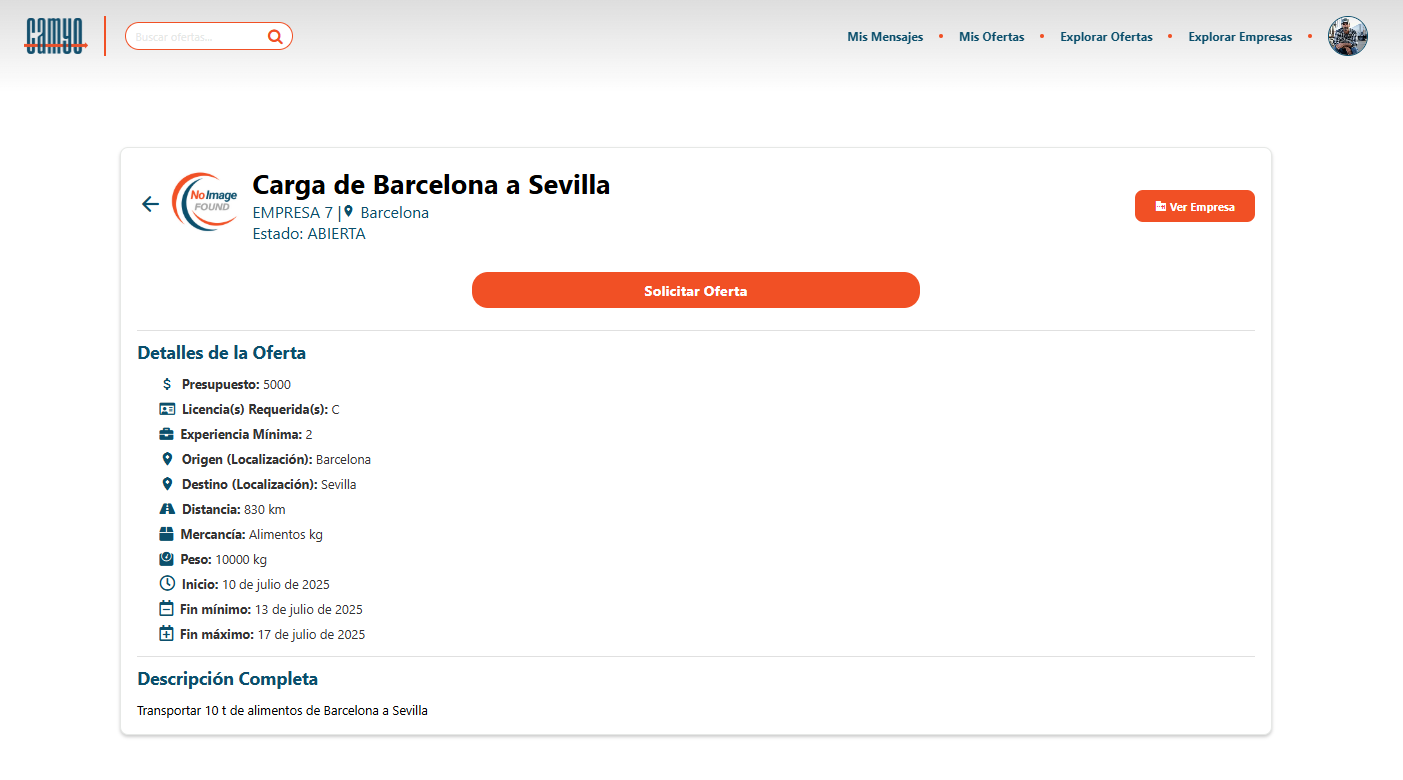 camyo
Buscar ofertas...
Mis Mensajes • Mis Ofertas • Explorar Ofertas • Explorar Empresas •
No Image
FOUND
Carga de Barcelona a Sevilla
EMPRESA 7 | Barcelona
Estado: ABIERTA
Ver Empresa
Solicitar Oferta
Detalles de la Oferta
$ Presupuesto: 5000
Licencia(s) Requerida(s): C
Experiencia Mínima: 2
Origen (Localización): Barcelona
Destino (Localización): Sevilla
Distancia: 830 km
Mercancía: Alimentos kg
Peso: 10000 kg
Inicio: 10 de julio de 2025
Fin mínimo: 13 de julio de 2025
Fin máximo: 17 de julio de 2025
Descripción Completa
Transportar 10 t de alimentos de Barcelona a Sevilla